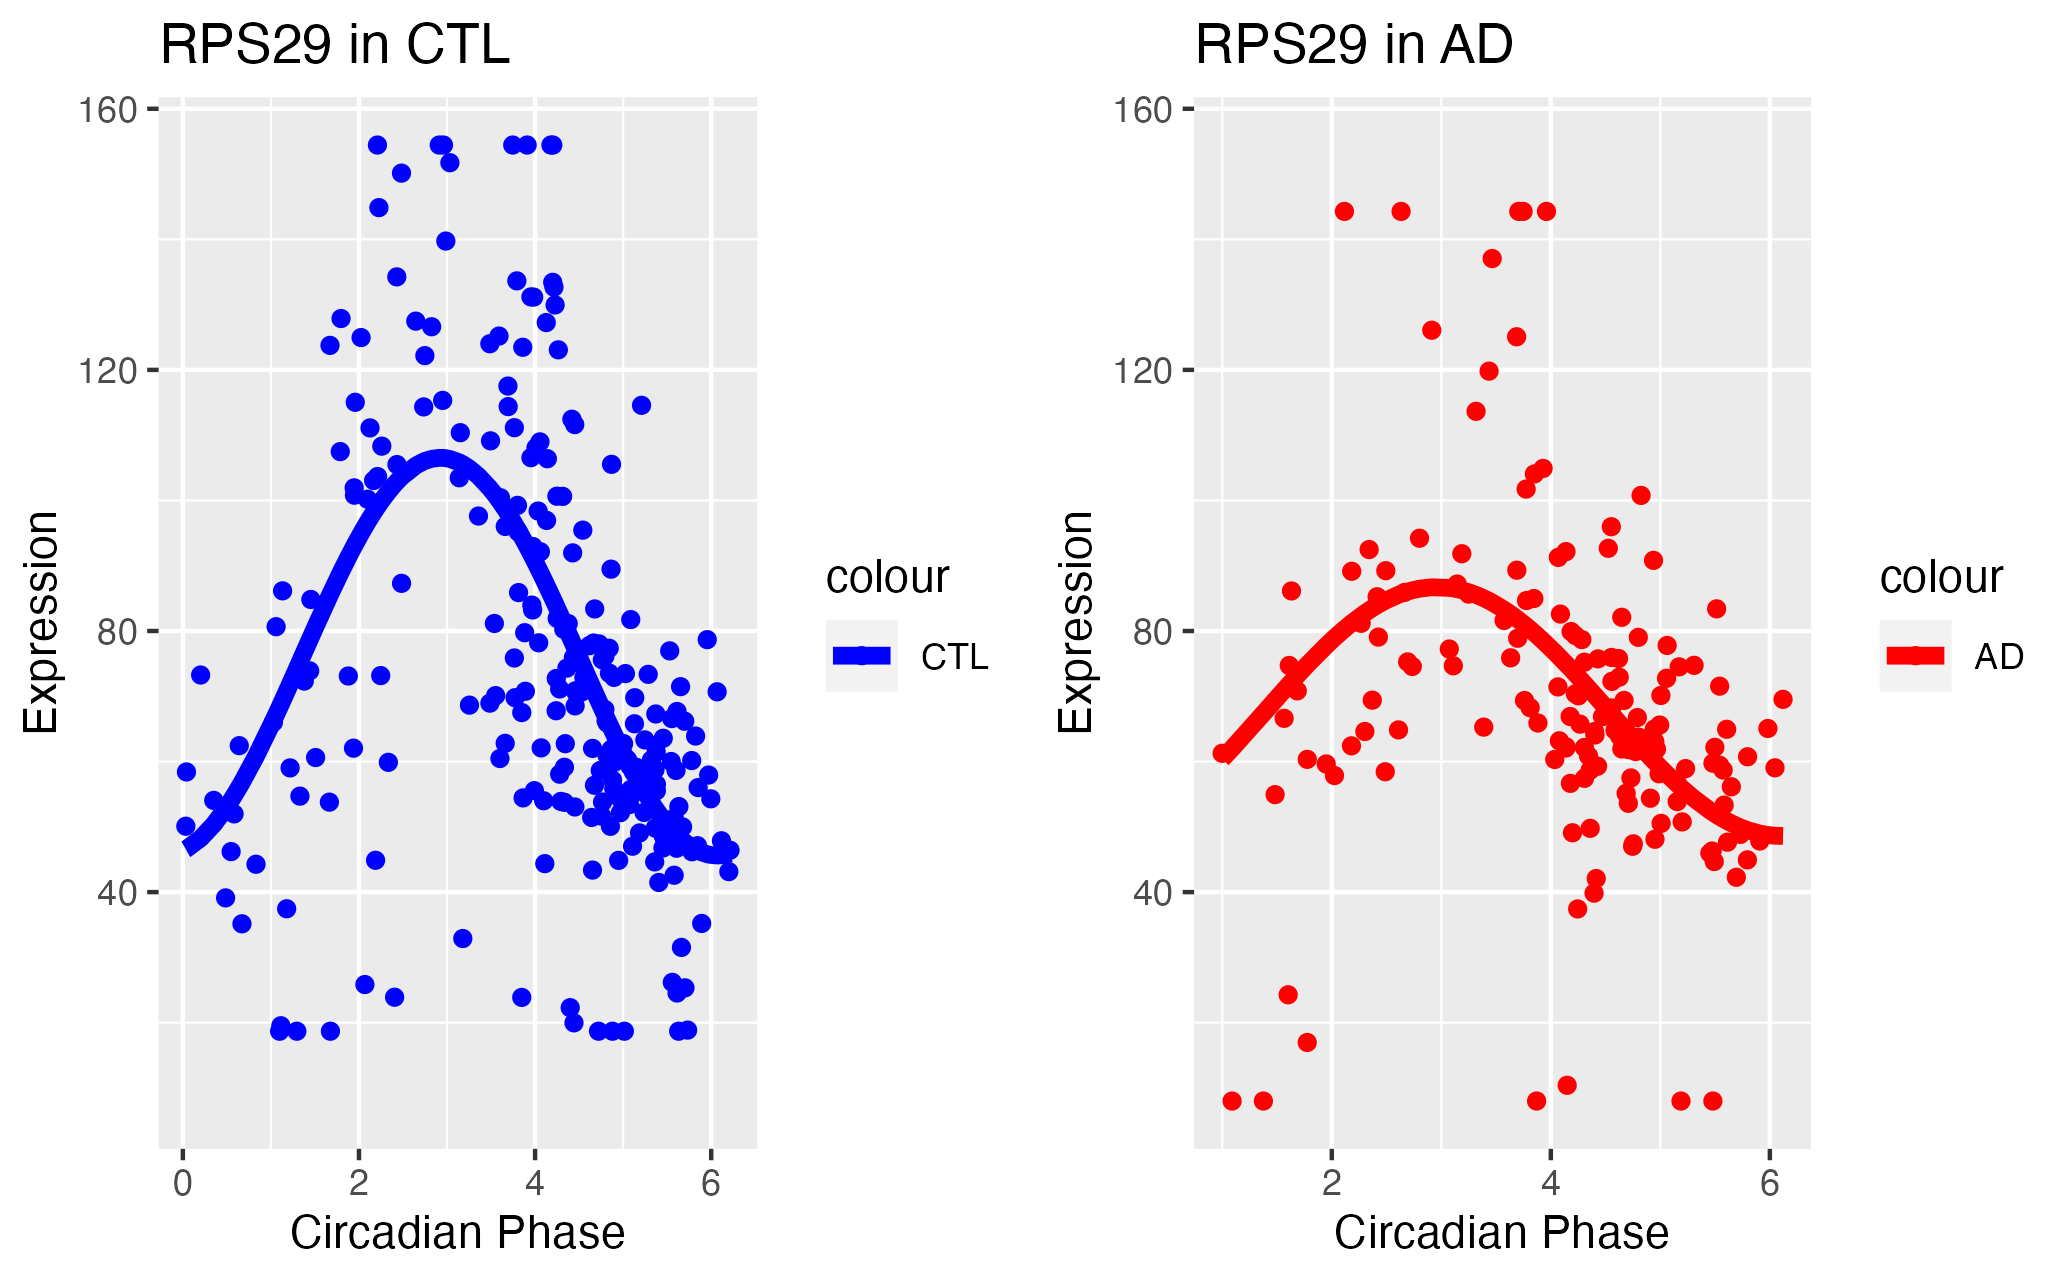 RPS29 in CTL
160
120
80
40
Expression
0 2 4 6
Circadian Phase
colour
CTL
RPS29 in AD
160
120
80
40
Expression
2 4 6
Circadian Phase
colour
AD